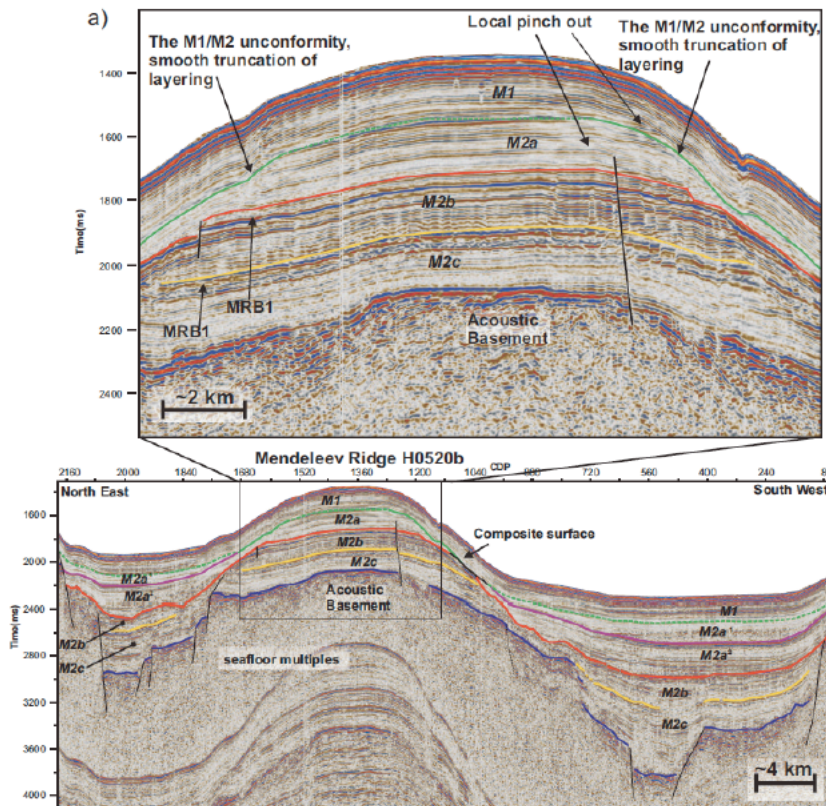 a)
The M1/M2 unconformity,
smooth truncation of
layering
Local pinch out
The M1/M2 unconformity,
smooth truncation of
layering
1400
1600
1800
2000
2200
2400
Time(ms)
M1
M2a
M2b
M2c
MRB1
MRB1
Acoustic
Basement
~2 km
Mendeleev Ridge H0520b
CDP
2160 2000 1840 1680 1520 1360 1200 1040 880 720 560 400 240 8
North East
South West
1600
2000
2400
2800
3200
3600
4000
Time(ms)
M1
M2a
M2b
M2c
Acoustic
Basement
Composite surface
M2a¹
M2a²
M2b
M2c
seafloor multiples
M1
M2a¹
M2a²
M2b
M2c
~4 km